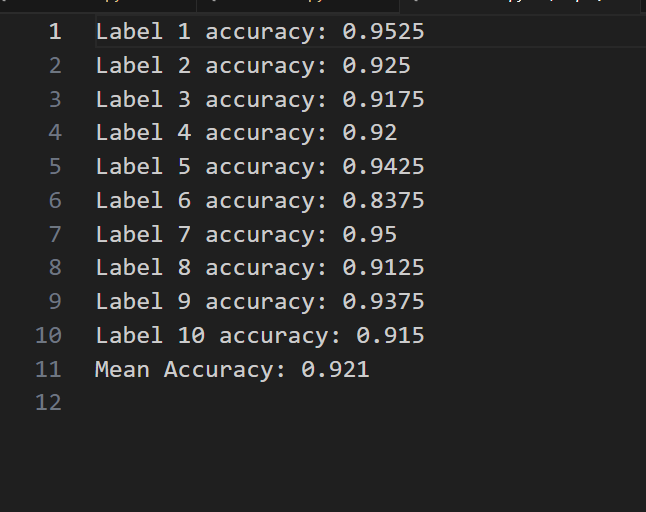 1 Label 1 accuracy: 0.9525
2 Label 2 accuracy: 0.925
3 Label 3 accuracy: 0.9175
4 Label 4 accuracy: 0.92
5 Label 5 accuracy: 0.9425
6 Label 6 accuracy: 0.8375
7 Label 7 accuracy: 0.95
8 Label 8 accuracy: 0.9125
9 Label 9 accuracy: 0.9375
10 Label 10 accuracy: 0.915
11 Mean Accuracy: 0.921
12